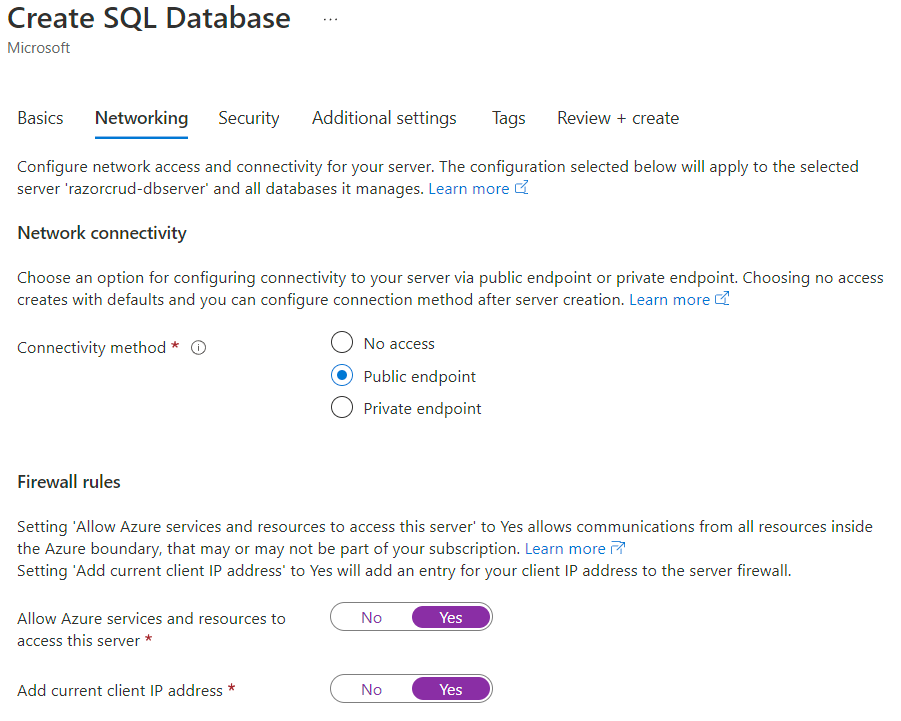 Create SQL Database ...
Microsoft
Basics Networking Security Additional settings Tags Review + create
Configure network access and connectivity for your server. The configuration selected below will apply to the selected
server 'razorcrud-dbserver' and all databases it manages. Learn more
Network connectivity
Choose an option for configuring connectivity to your server via public endpoint or private endpoint. Choosing no access
creates with defaults and you can configure connection method after server creation. Learn more
Connectivity method *
No access
Public endpoint
Private endpoint
Firewall rules
Setting 'Allow Azure services and resources to access this server' to Yes allows communications from all resources inside
the Azure boundary, that may or may not be part of your subscription. Learn more
Setting 'Add current client IP address' to Yes will add an entry for your client IP address to the server firewall.
Allow Azure services and resources to
access this server *
No Yes
Add current client IP address * No Yes